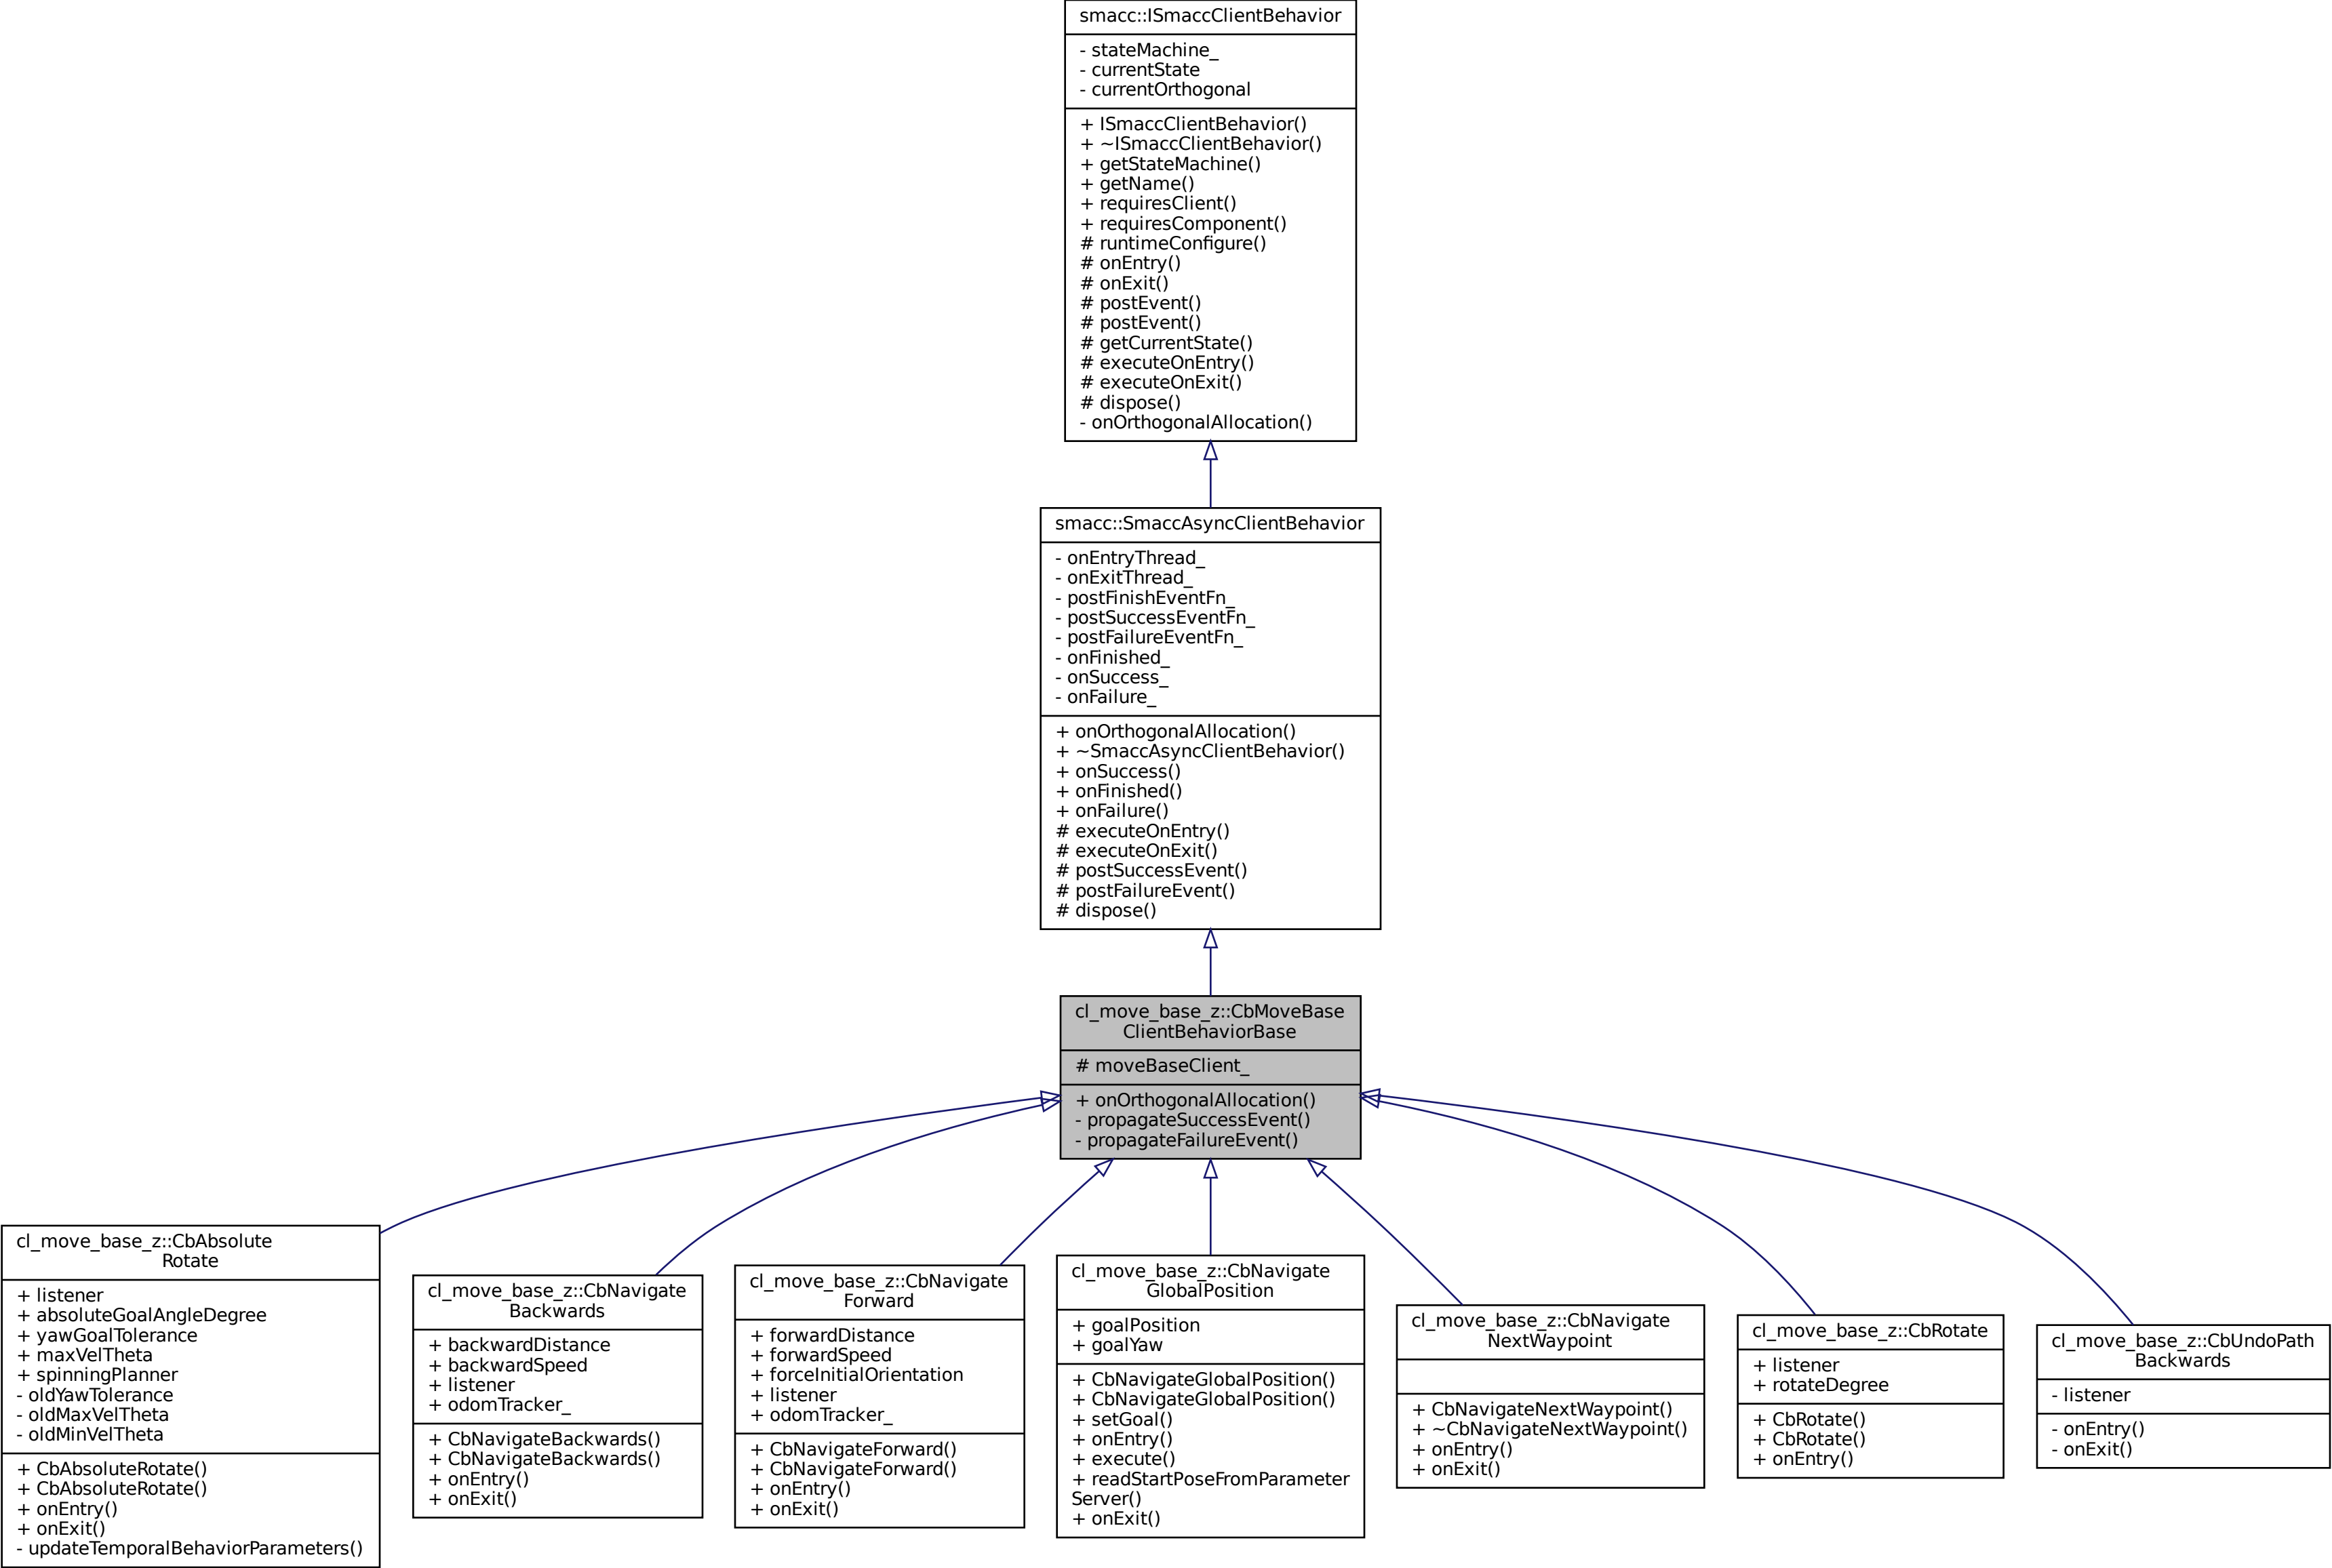 smacc::ISmaccClientBehavior
- stateMachine_
- currentState
- currentOrthogonal
+ ISmaccClientBehavior()
+ ~ISmaccClientBehavior()
+ getStateMachine()
+ getName()
+ requiresClient()
+ requiresComponent()
# runtimeConfigure()
# onEntry()
# onExit()
# postEvent()
# postEvent()
# getCurrentState()
# executeOnEntry()
# executeOnExit()
# dispose()
- onOrthogonalAllocation()
smacc::SmaccAsyncClientBehavior
- onEntryThread_
- onExitThread_
- postFinishEventFn_
- postSuccessEventFn_
- postFailureEventFn_
- onFinished_
- onSuccess_
- onFailure_
+ onOrthogonalAllocation()
+ ~SmaccAsyncClientBehavior()
+ onSuccess()
+ onFinished()
+ onFailure()
# executeOnEntry()
# executeOnExit()
# postSuccessEvent()
# postFailureEvent()
# dispose()
cl_move_base_z::CbMoveBase
ClientBehaviorBase
# moveBaseClient_
+ onOrthogonalAllocation()
- propagateSuccessEvent()
- propagateFailureEvent()
cl_move_base_z::CbAbsolute
Rotate
+ listener
+ absoluteGoalAngleDegree
+ yawGoalTolerance
+ maxVelTheta
+ spinningPlanner
- oldYawTolerance
- oldMaxVelTheta
- oldMinVelTheta
+ CbAbsoluteRotate()
+ CbAbsoluteRotate()
+ onEntry()
+ onExit()
- updateTemporalBehaviorParameters()
cl_move_base_z::CbNavigate
Backwards
+ backwardDistance
+ backwardSpeed
+ listener
+ odomTracker_
+ CbNavigateBackwards()
+ CbNavigateBackwards()
+ onEntry()
+ onExit()
cl_move_base_z::CbNavigate
Forward
+ forwardDistance
+ forwardSpeed
+ forceInitialOrientation
+ listener
+ odomTracker_
+ CbNavigateForward()
+ CbNavigateForward()
+ onEntry()
+ onExit()
cl_move_base_z::CbNavigate
GlobalPosition
+ goalPosition
+ goalYaw
+ CbNavigateGlobalPosition()
+ CbNavigateGlobalPosition()
+ setGoal()
+ onEntry()
+ execute()
+ readStartPoseFromParameter
Server()
+ onExit()
cl_move_base_z::CbNavigate
NextWaypoint
+ CbNavigateNextWaypoint()
+ ~CbNavigateNextWaypoint()
+ onEntry()
+ onExit()
cl_move_base_z::CbRotate
+ listener
+ rotateDegree
+ CbRotate()
+ CbRotate()
+ onEntry()
cl_move_base_z::CbUndoPath
Backwards
- listener
- onEntry()
- onExit()